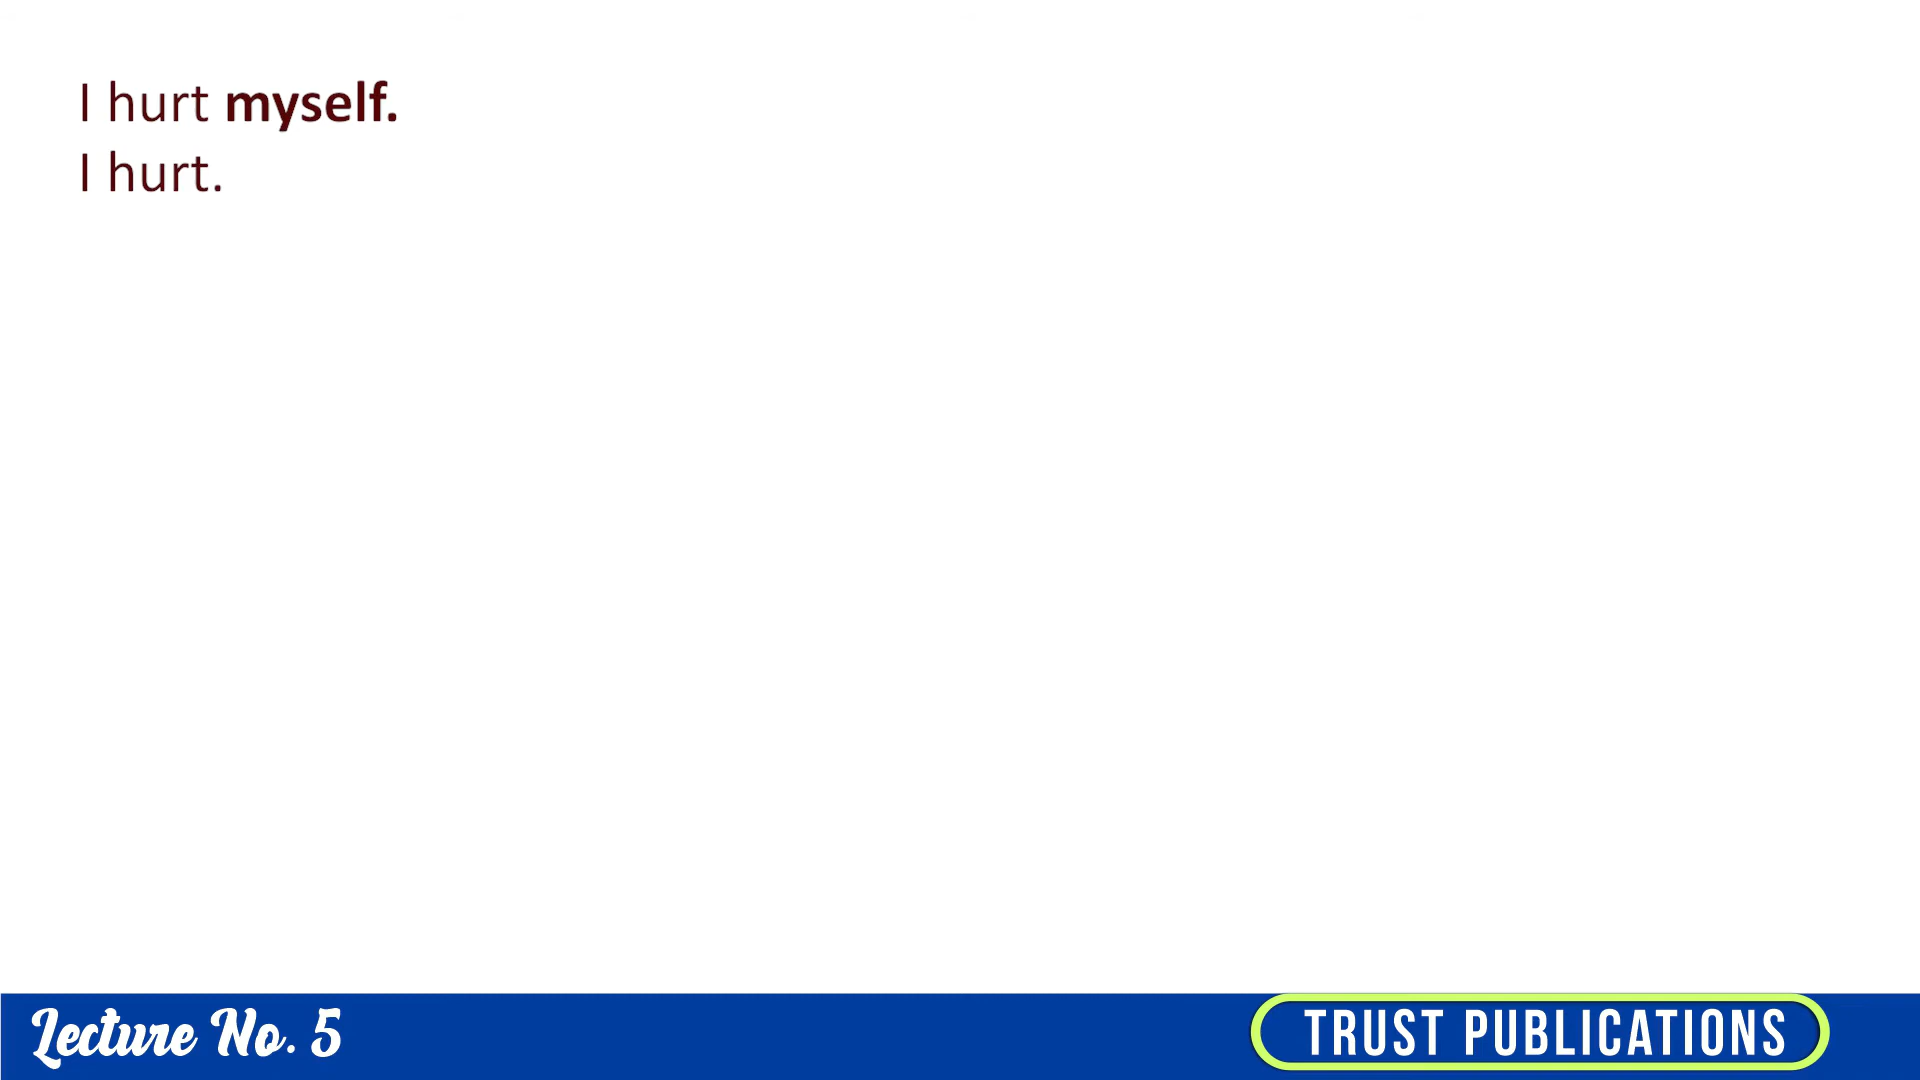 I hurt myself.
I hurt.
Lecture No. 5
TRUST PUBLICATIONS